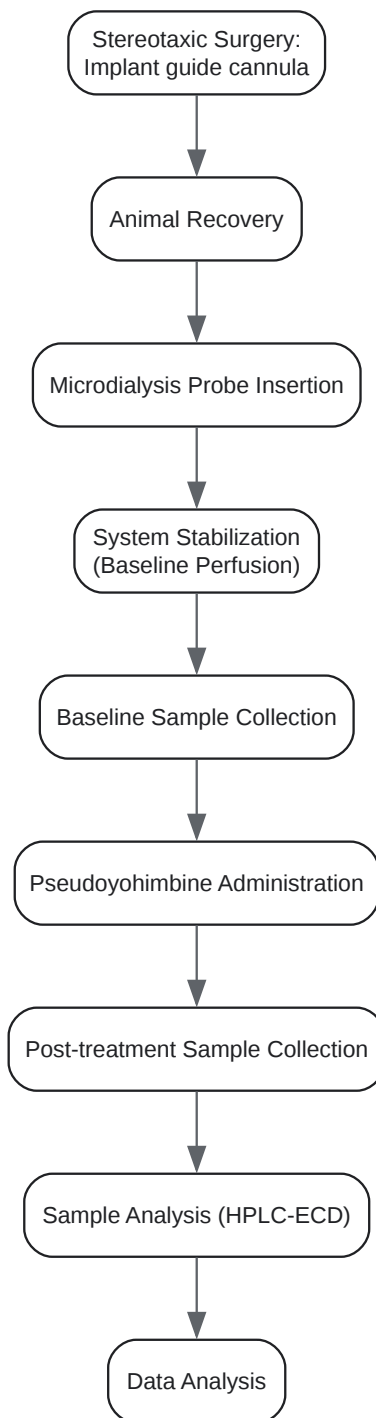 Stereotaxic Surgery:
Implant guide cannula
Animal Recovery
Microdialysis Probe Insertion
System Stabilization
(Baseline Perfusion)
Baseline Sample Collection
Pseudoyohimbine Administration
Post-treatment Sample Collection
Sample Analysis (HPLC-ECD)
Data Analysis